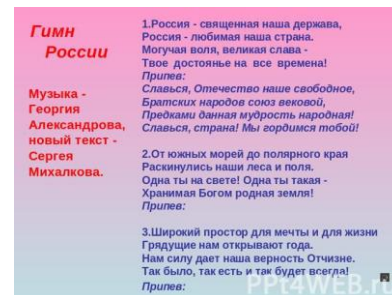 Гимн
России
Музыка -
Георгия
Александрова,
новый текст -
Сергея
Михалкова.
1.Россия - священная наша держава,
Россия - любимая наша страна.
Могучая воля, великая слава -
Твое достоянье на все времена!
Припев:
Славься, Отечество наше свободное,
Братских народов союз вековой,
Предками данная мудрость народная!
Славься, страна! Мы гордимся тобой!
2.От южных морей до полярного края
Раскинулись наши леса и поля.
Одна ты на свете! Одна ты такая -
Хранимая Богом родная земля!
Припев:
3.Широкий простор для мечты и для жизни
Грядущие нам открывают года.
Нам силу дает наша верность Отчизне.
Так было, так есть и так будет всегда!
Припев:
PPt4WEB.ru